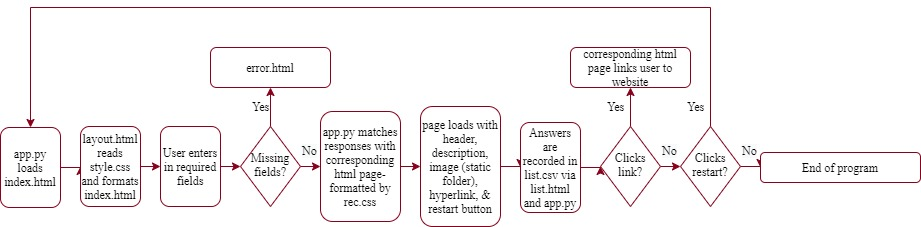 app.py
loads
index.html
layout.html
reads
style.css
and formats
index.html
User enters
in required
fields
error.html
Yes
Missing
fields?
No
app.py matches
responses with
corresponding
html page-
formatted by
rec.css
page loads with
header,
description,
image (static
folder),
hyperlink, &
restart button
Answers
are
recorded in
list.csv via
list.html
and app.py
corresponding html
page links user to
website
Yes
Clicks
link?
No
Yes
Clicks
restart?
No
End of program